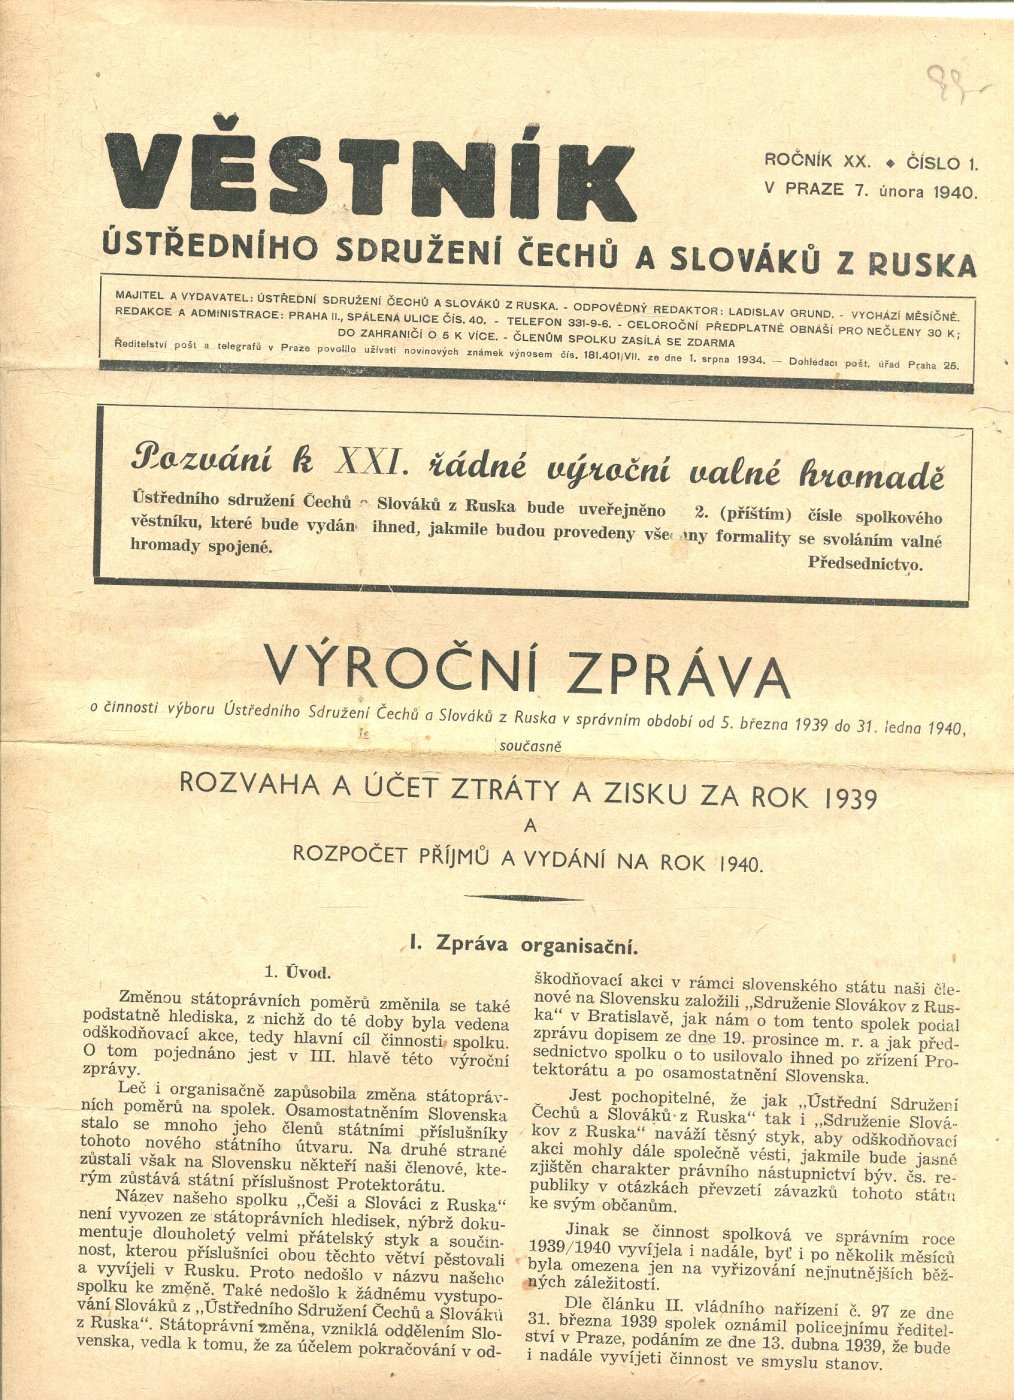 VĚSTNÍK
ROČNÍK XX. ◆ ČÍSLO 1.
V PRAZE 7. února 1940.
ÚSTŘEDNÍHO SDRUŽENÍ ČECHŮ A SLOVÁKŮ Z RUSKA
MAJITEL A VYDAVATEL: ÚSTŘEDNÍ SDRUŽENÍ ČECHŮ A SLOVÁKŮ Z RUSKA. - ODPOVĚDNÝ REDAKTOR: LADISLAV GRUND. - VYCHÁZÍ MĚSÍČNĚ.
REDAKCE A ADMINISTRACE: PRAHA II., SPÁLENÁ ULICE ČÍS. 40. - TELEFON 331-9-6. - CELOROČNÍ PŘEDPLATNÉ OBNÁŠÍ PRO NEČLENY 30 K;
DO ZAHRANIČÍ O 5 K VÍCE. - ČLENŮM SPOLKU ZASÍLÁ SE ZDARMA
Ředitelství pošt a telegrafů v Praze povolilo užívati novinových známek výnosem čís. 181.401/VII. ze dne 1. srpna 1934. — Dohlédací pošt. úřad Praha 25.
Pozvání k XXI. řádné výroční valné hromadě
Ústředního sdružení Čechů Slováků z Ruska bude uveřejněno 2. (příštím) čísle spolkového
věstníku, které bude vydán ihned, jakmile budou provedeny formality se svoláním valné
hromady spojené.
Předsednictvo.
VÝROČNÍ ZPRÁVA
o činnosti výboru Ústředního Sdružení Čechů a Slováků z Ruska v správním období od 5. března 1939 do 31. ledna 1940,
současně
ROZVAHA A ÚČET ZTRÁTY A ZISKU ZA ROK 1939
A
ROZPOČET PŘÍJMŮ A VYDÁNÍ NA ROK 1940.
I. Zpráva organisační.
1. Úvod.
Změnou státoprávních poměrů změnila se také
podstatně hlediska, z nichž do té doby byla vedena
odškodňovací akce, tedy hlavní cíl činnosti spolku.
O tom pojednáno jest v III. hlavě této výroční
zprávy.
Leč i organisačně zapůsobila změna státopráv-
ních poměrů na spolek. Osamostatněním Slovenska
stalo se mnoho jeho členů státními příslušníky
tohoto nového státního útvaru. Na druhé straně
zůstali však na Slovensku někteří naši členové, kte-
rým zůstává státní příslušnost Protektorátu.
Název našeho spolku „Češi a Slováci z Ruska“
není vyvozen ze státoprávních hledisek, nýbrž doku-
mentuje dlouholetý velmi přátelský styk a součin-
nost, kterou příslušníci obou těchto větví pěstovali
a vyvíjeli v Rusku. Proto nedošlo v názvu našeho
spolku ke změně. Také nedošlo k žádnému vystupo-
vání Slováků z „Ústředního Sdružení Čechů a Slováků
z Ruska“. Státoprávní změna, vzniklá oddělením Slo-
venska, vedla k tomu, že za účelem pokračování v od-
škodňovací akci v rámci slovenského státu naši čle-
nové na Slovensku založili „Sdruženie Slovákov z Rus-
ka“ v Bratislavě, jak nám o tom tento spolek podal
zprávu dopisem ze dne 19. prosince m. r. a jak před-
sednictvo spolku o to usilovalo ihned po zřízení Pro-
tektorátu a po osamostatnění Slovenska.
Jest pochopitelné, že jak „Ústřední Sdružení
Čechů a Slováků z Ruska“ tak i „Sdruženie Slová-
kov z Ruska“ naváží těsný styk, aby odškodňovací
akci mohly dále společně vésti, jakmile bude jasně
zjištěn charakter právního nástupnictví býv. čs. re-
publiky v otázkách převzetí závazků tohoto státu
ke svým občanům.
Jinak se činnost spolková ve správním roce
1939/1940 vyvíjela i nadále, byť i po několik měsíců
byla omezena jen na vyřizování nejnutnějších běž-
ných záležitostí.
Dle článku II. vládního nařízení č. 97 ze dne
31. března 1939 spolek oznámil policejnímu ředitel-
ství v Praze, podáním ze dne 13. dubna 1939, že bude
i nadále vyvíjeti činnost ve smyslu stanov.